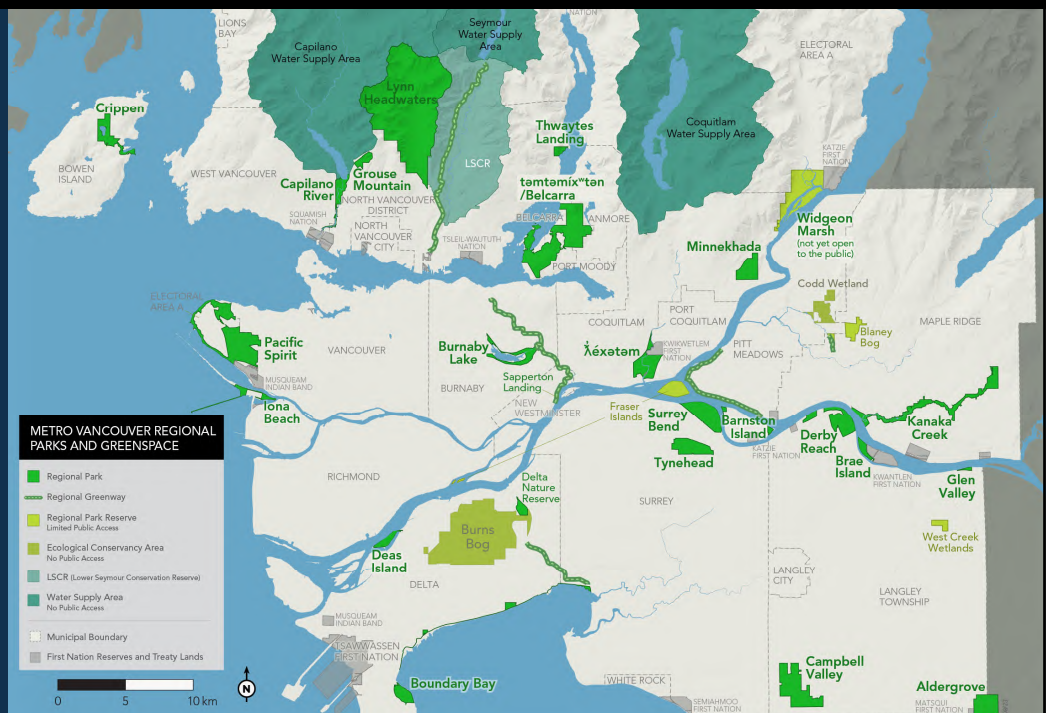 LIONS
BAY
Capilano
Water Supply Area
Seymour
Water Supply
Area
NATION
ELECTORAL
AREA A
Crippen
BOWEN
ISLAND
WEST VANCOUVER
Lynn
Headwaters
LSCR
Thwaytes
Landing
Coquitlam
Water Supply Area
KATZIE
FIRST
NATION
Capilano
River
Grouse
Mountain
NORTH VANCOUVER
DISTRICT
SQUAMISH
NATION
NORTH
VANCOUVER
CITY
TSLEIL-WAUTUTH
NATION
təmtəmíxʷtən
/Belcarra
BELCARRA
ANMORE
PORT MOODY
Widgeon
Marsh
(not yet open
to the public)
Minnekhada
Codd Wetland
Blaney
Bog
MAPLE RIDGE
ELECTORAL
AREA A
Pacific
Spirit
VANCOUVER
MUSQUEAM
INDIAN BAND
Iona
Beach
Burnaby
Lake
BURNABY
Sapperton
Landing
NEW
WESTMINSTER
COQUITLAM
PORT
COQUITLAM
ƛ̓éxətəm
KWIKWETLEM
FIRST
NATION
PITT
MEADOWS
Fraser
Islands
Surrey
Bend
Tynehead
Barnston
Island
KATZIE
FIRST NATION
Derby
Reach
Brae
Island
KWANTLEN
FIRST NATION
Kanaka
Creek
Glen
Valley
West Creek
Wetlands
RICHMOND
Delta
Nature
Reserve
Burns
Bog
SURREY
Deas
Island
DELTA
LANGLEY
CITY
LANGLEY
TOWNSHIP
MUSQUEAM
INDIAN BAND
TSAWWASSEN
FIRST NATION
Boundary Bay
WHITE ROCK
SEMIAHMOO
FIRST NATION
Campbell
Valley
Aldergrove
MATSQUI
FIRST NATION
METRO VANCOUVER REGIONAL
PARKS AND GREENSPACE
Regional Park
Regional Greenway
Regional Park Reserve
Limited Public Access
Ecological Conservancy Area
No Public Access
LSCR (Lower Seymour Conservation Reserve)
Water Supply Area
No Public Access
Municipal Boundary
First Nation Reserves and Treaty Lands
0 5 10 km
N